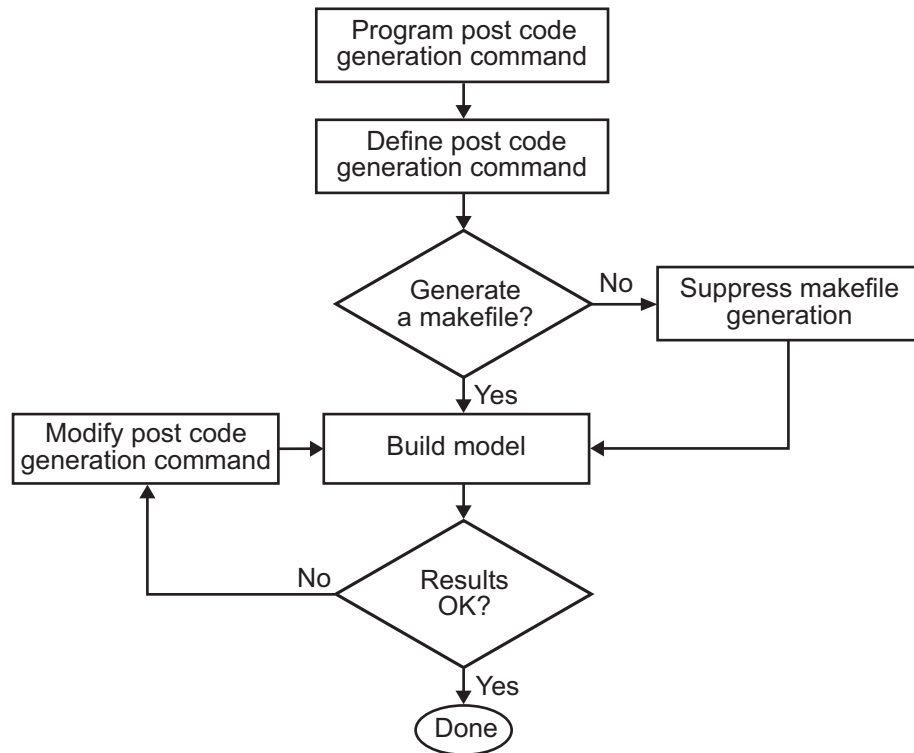 Program post code
generation command
Define post code
generation command
Generate
a makefile?
No
Suppress makefile
generation
Yes
Modify post code
generation command
Build model
Results
OK?
No
Yes
Done